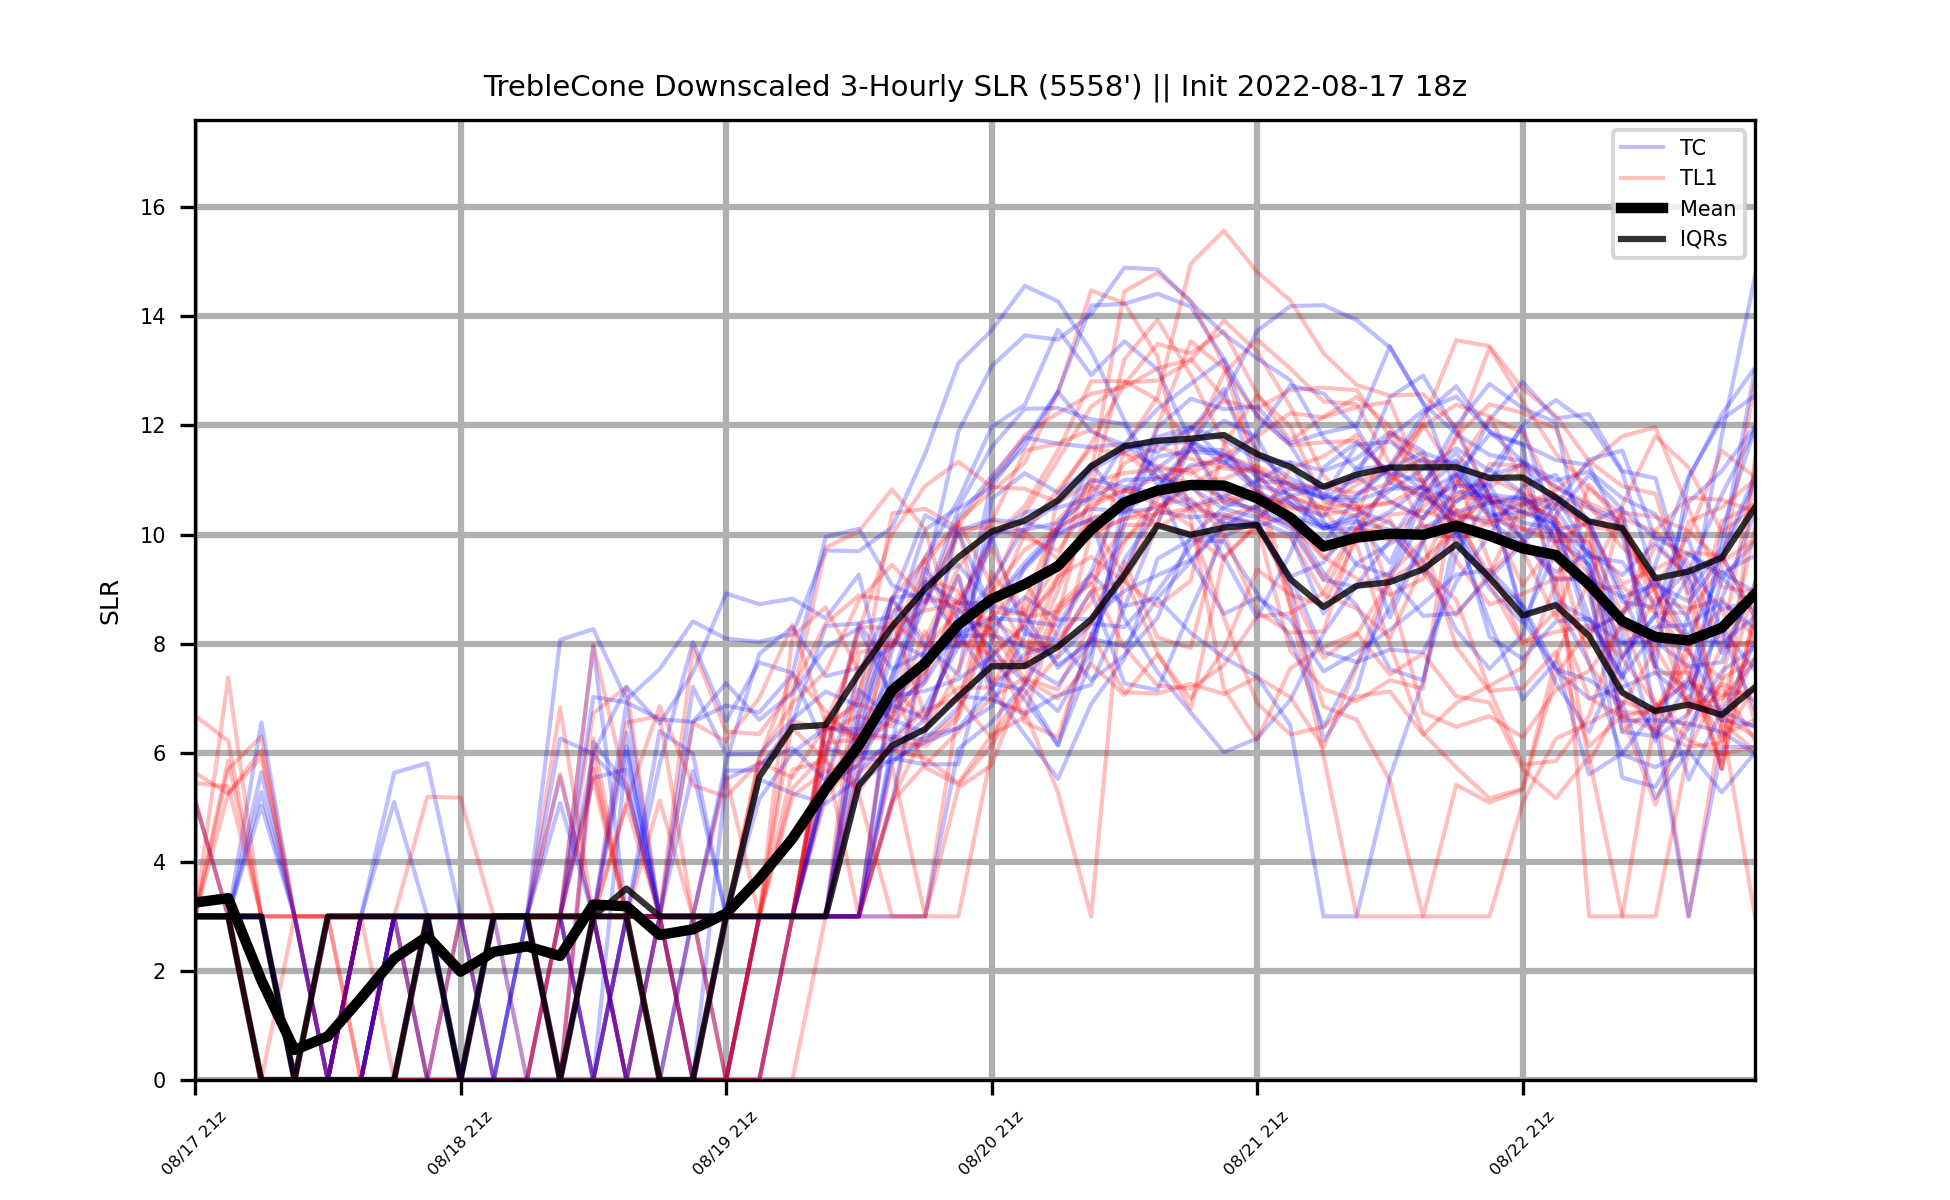 TrebleCone Downscaled 3-Hourly SLR (5558') || Init 2022-08-17 18z
TC
TL1
Mean
IQRs
SLR
16
14
12
10
8
6
4
2
0
08/17 21z
08/18 21z
08/19 21z
08/20 21z
08/21 21z
08/22 21z